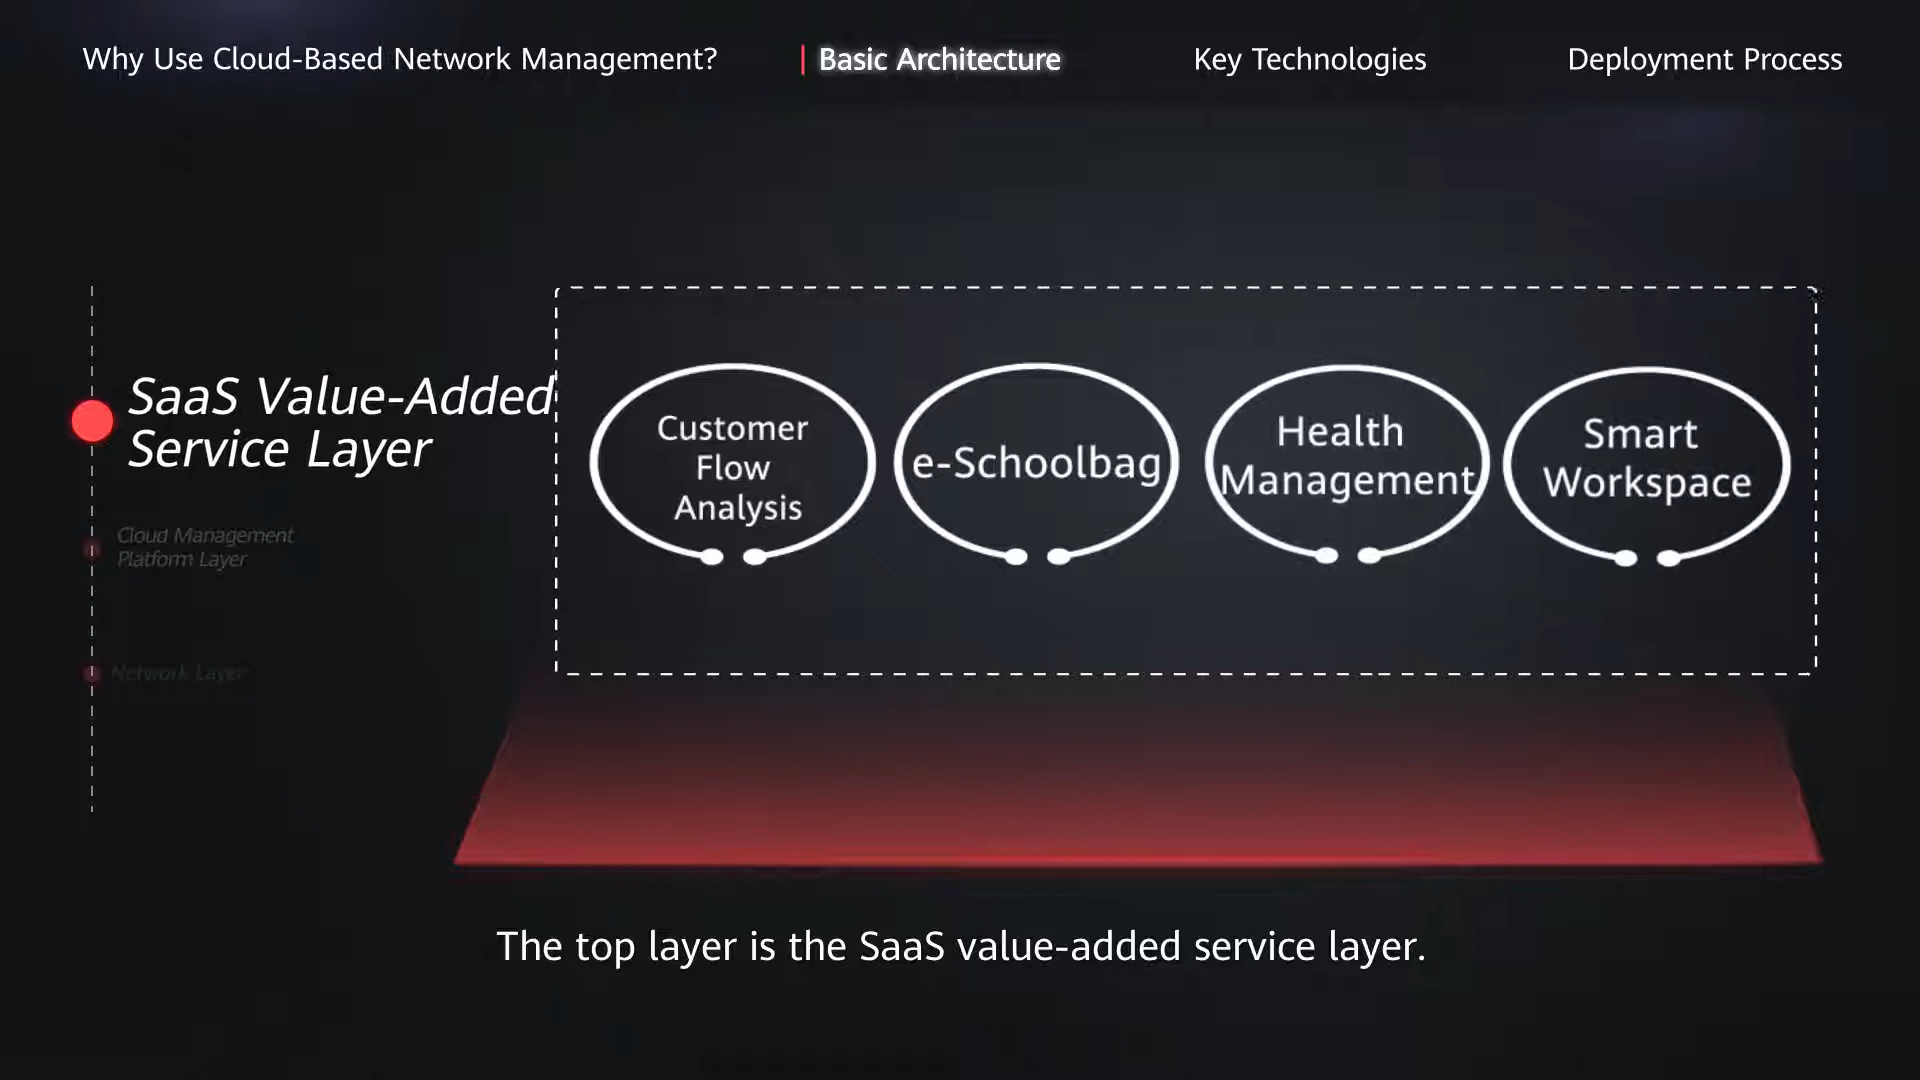 Why Use Cloud-Based Network Management?
Basic Architecture
Key Technologies
Deployment Process
SaaS Value-Added
Service Layer
Cloud Management
Platform Layer
Network Layer
Customer
Flow
Analysis
e-Schoolbag
Health
Management
Smart
Workspace
The top layer is the SaaS value-added service layer.